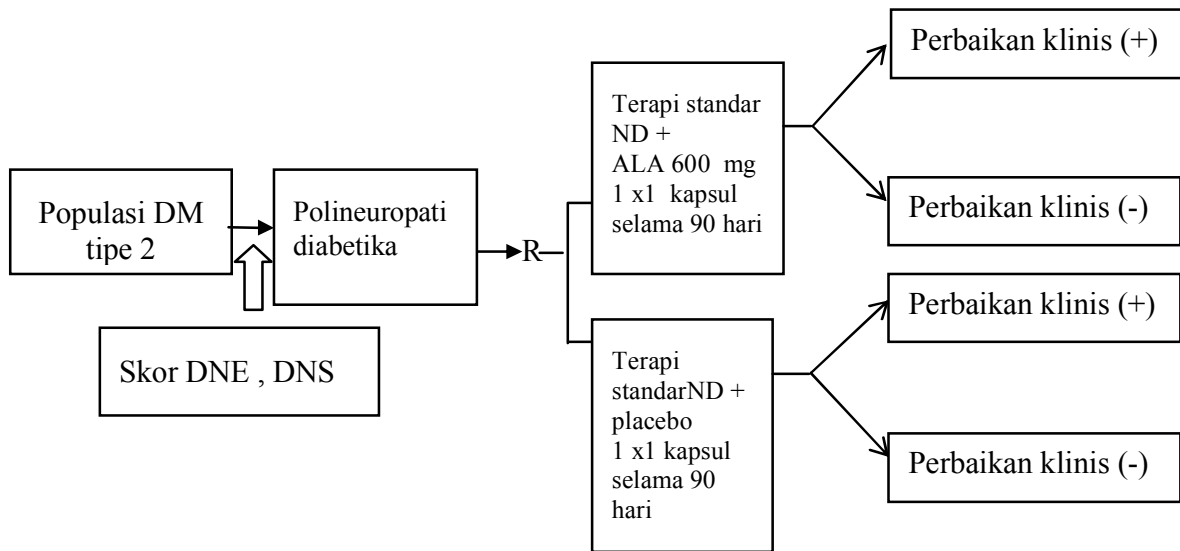 Populasi DM
tipe 2
Skor DNE , DNS
Polineuropati
diabetika
R
Terapi standar
ND +
ALA 600 mg
1 x1 kapsul
selama 90 hari
Perbaikan klinis (+)
Perbaikan klinis (-)
Terapi
standarND +
placebo
1 x1 kapsul
selama 90
hari
Perbaikan klinis (+)
Perbaikan klinis (-)